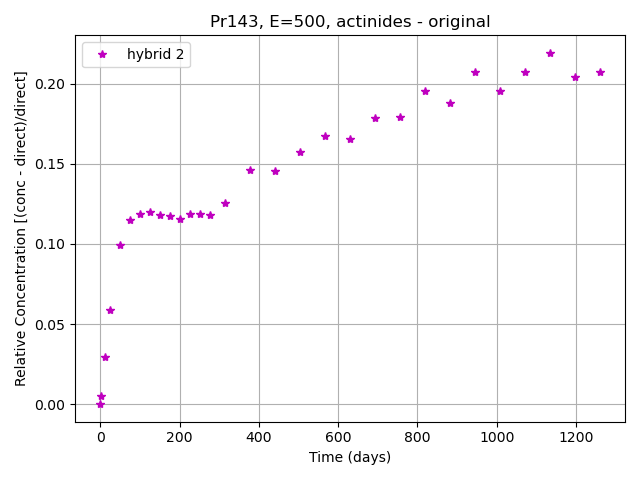 Pr143, E=500, actinides - original
hybrid 2
Relative Concentration [(conc - direct)/direct]
0.20
0.15
0.10
0.05
0.00
0 200 400 600 800 1000 1200
Time (days)